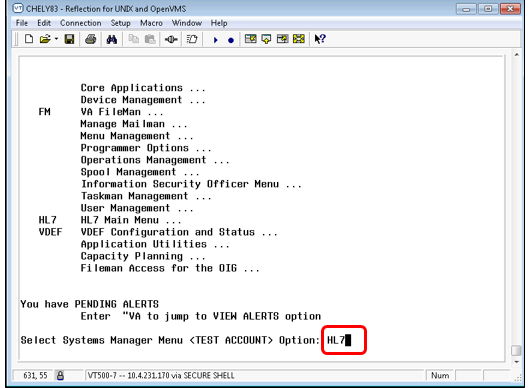 CHELY83 - Reflection for UNIX and OpenVMS
File Edit Connection Setup Macro Window Help
Core Applications ...
Device Management ...
FM VA FileMan ...
Manage Mailman ...
Menu Management ...
Programmer Options ...
Operations Management ...
Spool Management ...
Information Security Officer Menu ...
Taskman Management ...
User Management ...
HL7 HL7 Main Menu ...
VDEF VDEF Configuration and Status ...
Application Utilities ...
Capacity Planning ...
Fileman Access for the OIG ...
You have PENDING ALERTS
Enter "VA to jump to VIEW ALERTS option
Select Systems Manager Menu <TEST ACCOUNT> Option: HL7
631, 55 VT500-7 -- 10.4.231.170 via SECURE SHELL Num